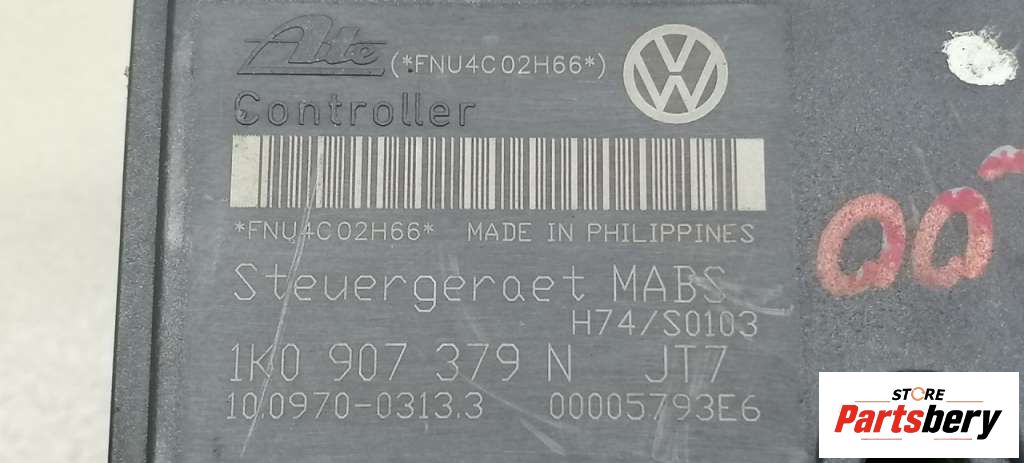 Ate (*FNU4C02H66*)
Controller
*FNU4C02H66* MADE IN PHILIPPINES
Steuergeraet MABS
H74/S0103
1K0 907 379 N JT7
10.0970-0313.3 00005793E6
STORE
Partsbery